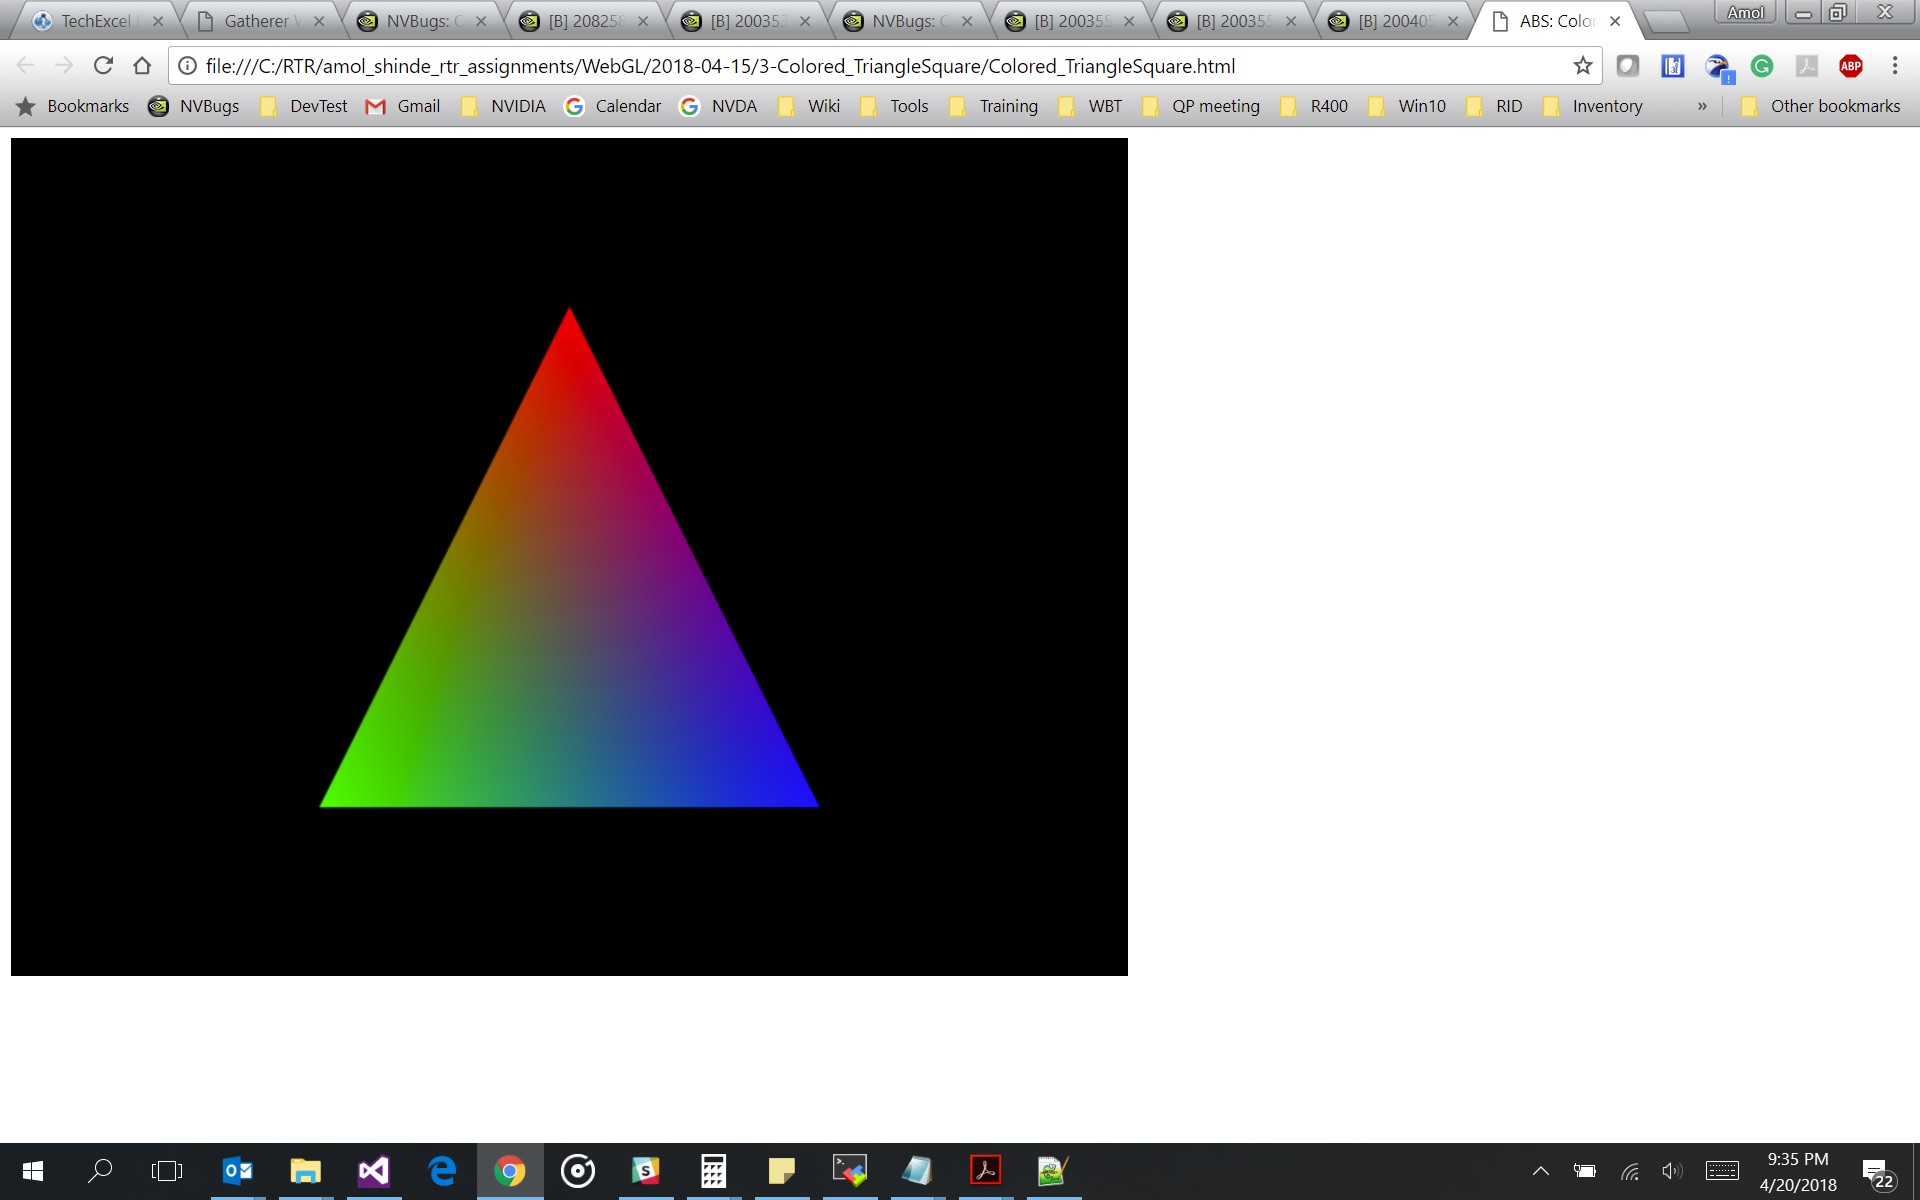 TechExcel Gatherer NVBugs: [B] 20825 [B] 20035 NVBugs: [B] 20035 [B] 20035 [B] 20040 ABS: Colo Amol
file:///C:/RTR/amol_shinde_rtr_assignments/WebGL/2018-04-15/3-Colored_TriangleSquare/Colored_TriangleSquare.html ABP
Bookmarks NVBugs DevTest Gmail NVIDIA Calendar NVDA Wiki Tools Training WBT QP meeting R400 Win10 RID Inventory » Other bookmarks
9:35 PM
4/20/2018 22